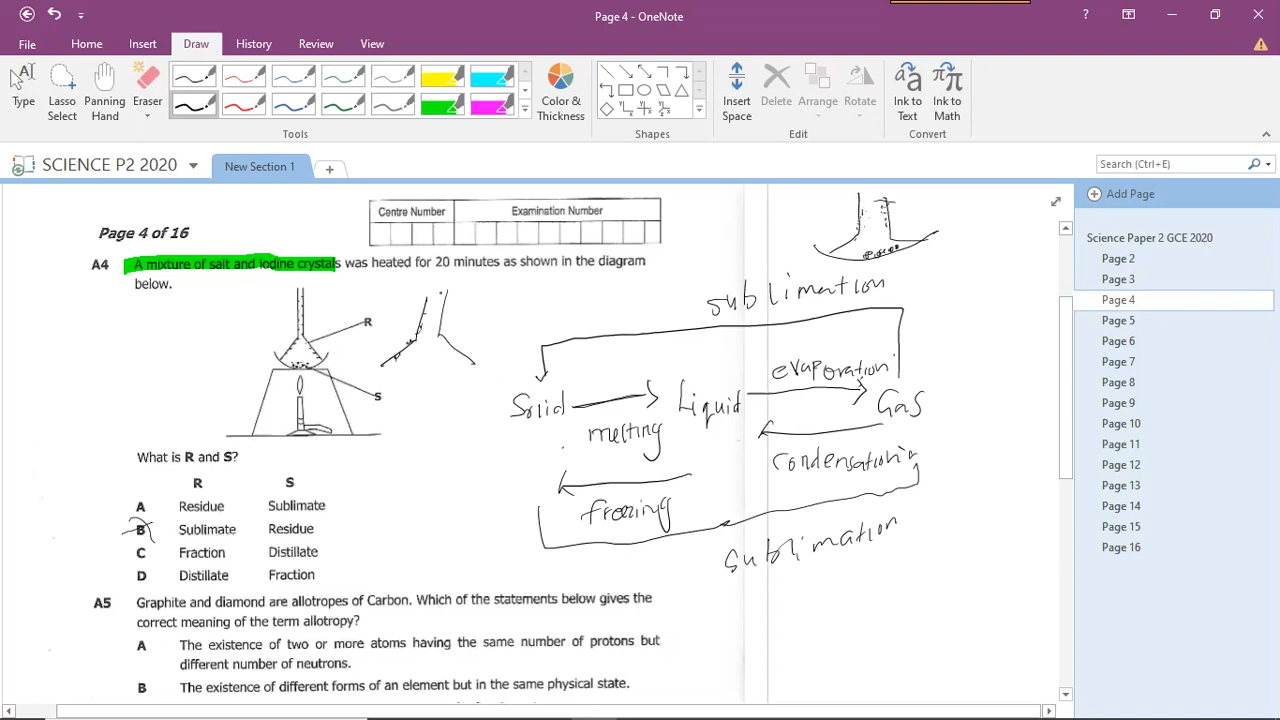 Page 4 - OneNote
?
File
Home
Insert
Draw
History
Review
View
Type
Lasso Select
Panning Hand
Eraser
Color & Thickness
Insert Space
Delete
Arrange
Rotate
Ink to Text
Ink to Math
Tools
Shapes
Edit
Convert
SCIENCE P2 2020
New Section 1
+
Search (Ctrl+E)
Add Page
Science Paper 2 GCE 2020
Page 2
Page 3
Page 4
Page 5
Page 6
Page 7
Page 8
Page 9
Page 10
Page 11
Page 12
Page 13
Page 14
Page 15
Page 16
Centre Number
Examination Number
Page 4 of 16
A4 A mixture of salt and iodine crystals was heated for 20 minutes as shown in the diagram
below.
R
S
What is R and S?
R S
A Residue Sublimate
B Sublimate Residue
C Fraction Distillate
D Distillate Fraction
A5 Graphite and diamond are allotropes of Carbon. Which of the statements below gives the
correct meaning of the term allotropy?
A The existence of two or more atoms having the same number of protons but
different number of neutrons.
B The existence of different forms of an element but in the same physical state.
sublimation
evaporation
Solid
Liquid
Gas
melting
condensation
freezing
sublimation